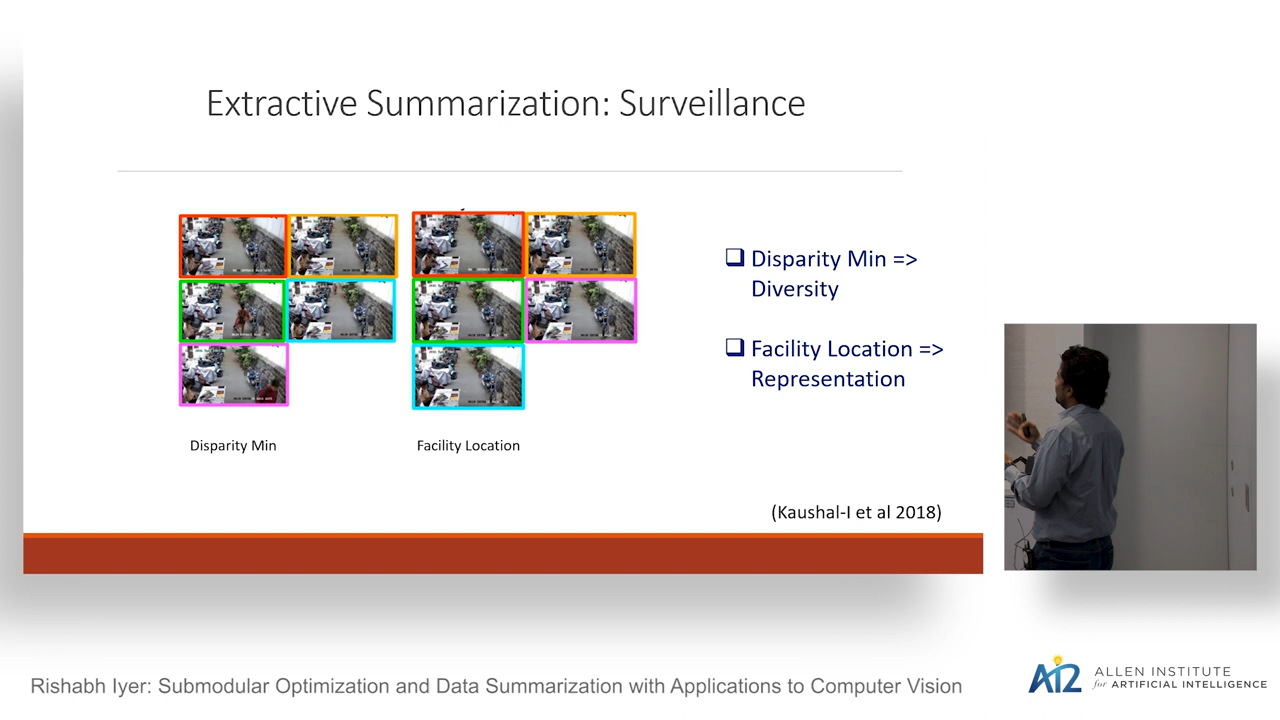 Extractive Summarization: Surveillance
Disparity Min =>
Diversity
Facility Location =>
Representation
Disparity Min
Facility Location
(Kaushal-I et al 2018)
Rishabh Iyer: Submodular Optimization and Data Summarization with Applications to Computer Vision
AI2
ALLEN INSTITUTE
for ARTIFICIAL INTELLIGENCE